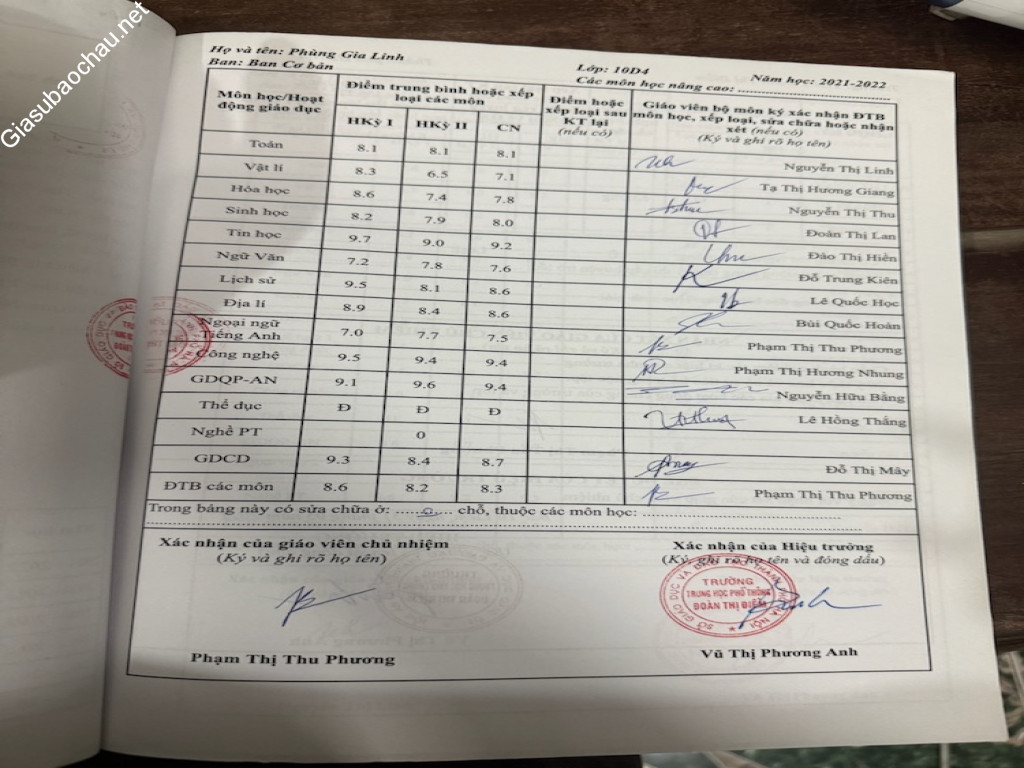 Giasubaochau.net
Họ và tên: Phùng Gia Linh
Ban: Ban Cơ bản
Lớp: 10D4
Năm học: 2021-2022
Các môn học nâng cao: ...............................
Môn học/Hoạt động giáo dục | Điểm trung bình hoặc xếp loại các môn | Điểm hoặc xếp loại sau KT lại (nếu có) | Giáo viên bộ môn ký xác nhận ĐTB môn học, xếp loại, sửa chữa hoặc nhận xét (nếu có) (Ký và ghi rõ họ tên)
HKỳ I HKỳ II CN
Toán 8.1 8.1 8.1 Nguyễn Thị Linh
Vật lí 8.3 6.5 7.1 Tạ Thị Hương Giang
Hóa học 8.6 7.4 7.8 Nguyễn Thị Thu
Sinh học 8.2 7.9 8.0 Đoàn Thị Lan
Tin học 9.7 9.0 9.2 Đào Thị Hiền
Ngữ Văn 7.2 7.8 7.6 Đỗ Trung Kiên
Lịch sử 9.5 8.1 8.6 Lê Quốc Học
Địa lí 8.9 8.4 8.6 Bùi Quốc Hoàn
Ngoại ngữ
Tiếng Anh 7.0 7.7 7.5 Phạm Thị Thu Phương
Công nghệ 9.5 9.4 9.4 Phạm Thị Hương Nhung
GDQP-AN 9.1 9.6 9.4 Nguyễn Hữu Bằng
Thể dục Đ Đ Đ Lê Hồng Thắng
Nghề PT 0
GDCD 9.3 8.4 8.7 Đỗ Thị Mây
ĐTB các môn 8.6 8.2 8.3 Phạm Thị Thu Phương
Trong bảng này có sửa chữa ở: ....0.... chỗ, thuộc các môn học: ...............................
Xác nhận của giáo viên chủ nhiệm
(Ký và ghi rõ họ tên)
Phạm Thị Thu Phương
Xác nhận của Hiệu trưởng
(Ký, ghi rõ họ tên và đóng dấu)
TRƯỜNG
TRUNG HỌC PHỔ THÔNG
ĐOÀN THỊ ĐIỂM
Vũ Thị Phương Anh